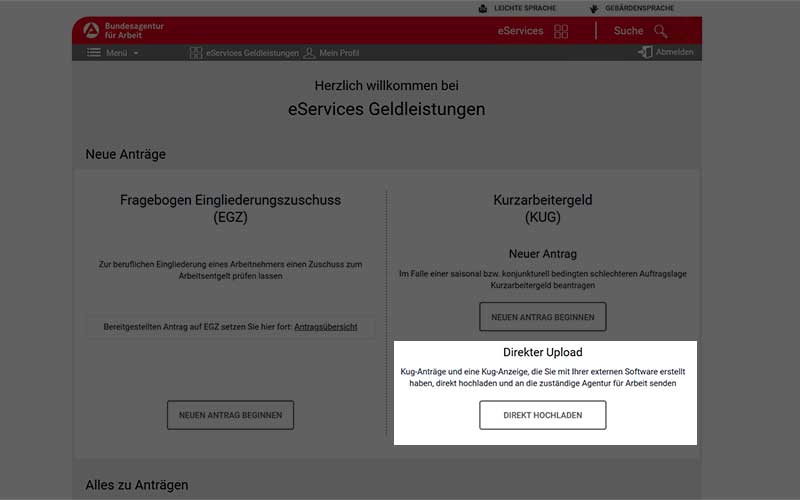 LEICHTE SPRACHE GEBÄRDENSPRACHE
Bundesagentur
für Arbeit
eServices Suche
Menü eServices Geldleistungen Mein Profil Abmelden
Herzlich willkommen bei
eServices Geldleistungen
Neue Anträge
Fragebogen Eingliederungszuschuss
(EGZ)
Zur beruflichen Eingliederung eines Arbeitnehmers einen Zuschuss zum
Arbeitsentgelt prüfen lassen
Bereitgestellten Antrag auf EGZ setzen Sie hier fort: Antragsübersicht
NEUEN ANTRAG BEGINNEN
Kurzarbeitergeld
(KUG)
Neuer Antrag
Im Falle einer saisonal bzw. konjunkturell bedingten schlechteren Auftragslage
Kurzarbeitergeld beantragen
NEUEN ANTRAG BEGINNEN
Direkter Upload
Kug-Anträge und eine Kug-Anzeige, die Sie mit Ihrer externen Software erstellt
haben, direkt hochladen und an die zuständige Agentur für Arbeit senden
DIREKT HOCHLADEN
Alles zu Anträgen